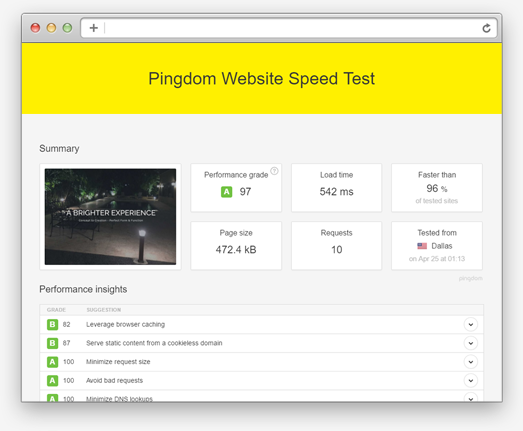 Pingdom Website Speed Test
Summary
"A BRIGHTER EXPERIENCE"
Performance grade ?
A 97
Load time
542 ms
Faster than
96 %
of tested sites
Page size
472.4 kB
Requests
10
Tested from
Dallas
on Apr 25 at 01:13
pingdom
Performance insights
GRADE SUGGESTION
B 82 Leverage browser caching
B 87 Serve static content from a cookieless domain
A 100 Minimize request size
A 100 Avoid bad requests
A 100 Minimize DNS lookups